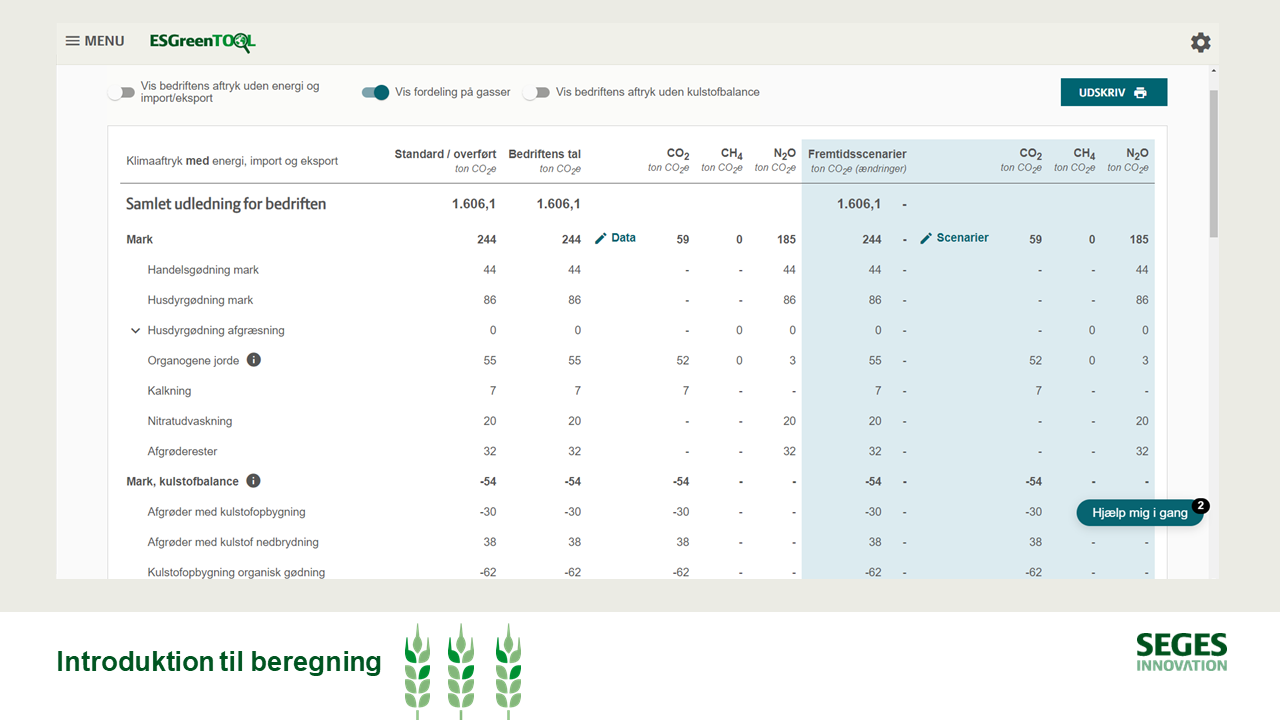 MENU
ESGreenTOOL
Vis bedriftens aftryk uden energi og
import/eksport
Vis fordeling på gasser
Vis bedriftens aftryk uden kulstofbalance
UDSKRIV
Klimaaftryk med energi, import og eksport
Standard / overført Bedriftens tal CO2 CH4 N2O Fremtidsscenarier CO2 CH4 N2O
ton CO2e ton CO2e ton CO2e ton CO2e ton CO2e ton CO2e (ændringer) ton CO2e ton CO2e ton CO2e
Samlet udledning for bedriften 1.606,1 1.606,1 1.606,1 -
Mark 244 244 Data 59 0 185 244 - Scenarier 59 0 185
Handelsgødning mark 44 44 - - 44 44 - - - 44
Husdyrgødning mark 86 86 - - 86 86 - - - 86
Husdyrgødning afgræsning 0 0 - 0 0 0 - - 0 0
Organogene jorde i 55 55 52 0 3 55 - 52 0 3
Kalkning 7 7 7 - - 7 - 7 - -
Nitratudvaskning 20 20 - - 20 20 - - - 20
Afgrøderester 32 32 - - 32 32 - - - 32
Mark, kulstofbalance i -54 -54 -54 - - -54 - -54 - -
Afgrøder med kulstofopbygning -30 -30 -30 - - -30 - -30
Hjælp mig i gang 2
Afgrøder med kulstof nedbrydning 38 38 38 - - 38 - 38 - -
Kulstofopbygning organisk gødning -62 -62 -62 - - -62 - -62 - -
Introduktion til beregning
SEGES
INNOVATION